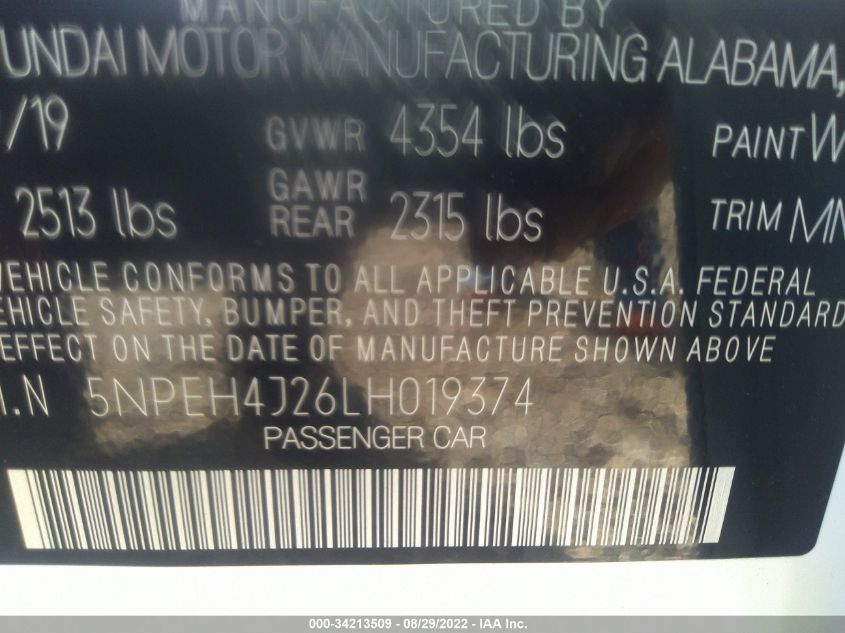 MANUFACTURED BY
UNDAI MOTOR MANUFACTURING ALABAMA,
/19 GVWR 4354 lbs PAINT W
2513 lbs GAWR REAR 2315 lbs TRIM MM
VEHICLE CONFORMS TO ALL APPLICABLE U.S.A. FEDERAL
EHICLE SAFETY, BUMPER, AND THEFT PREVENTION STANDARD
EFFECT ON THE DATE OF MANUFACTURE SHOWN ABOVE
I.N 5NPEH4J26LH019374
PASSENGER CAR
000-34213509 - 08/29/2022 - IAA Inc.